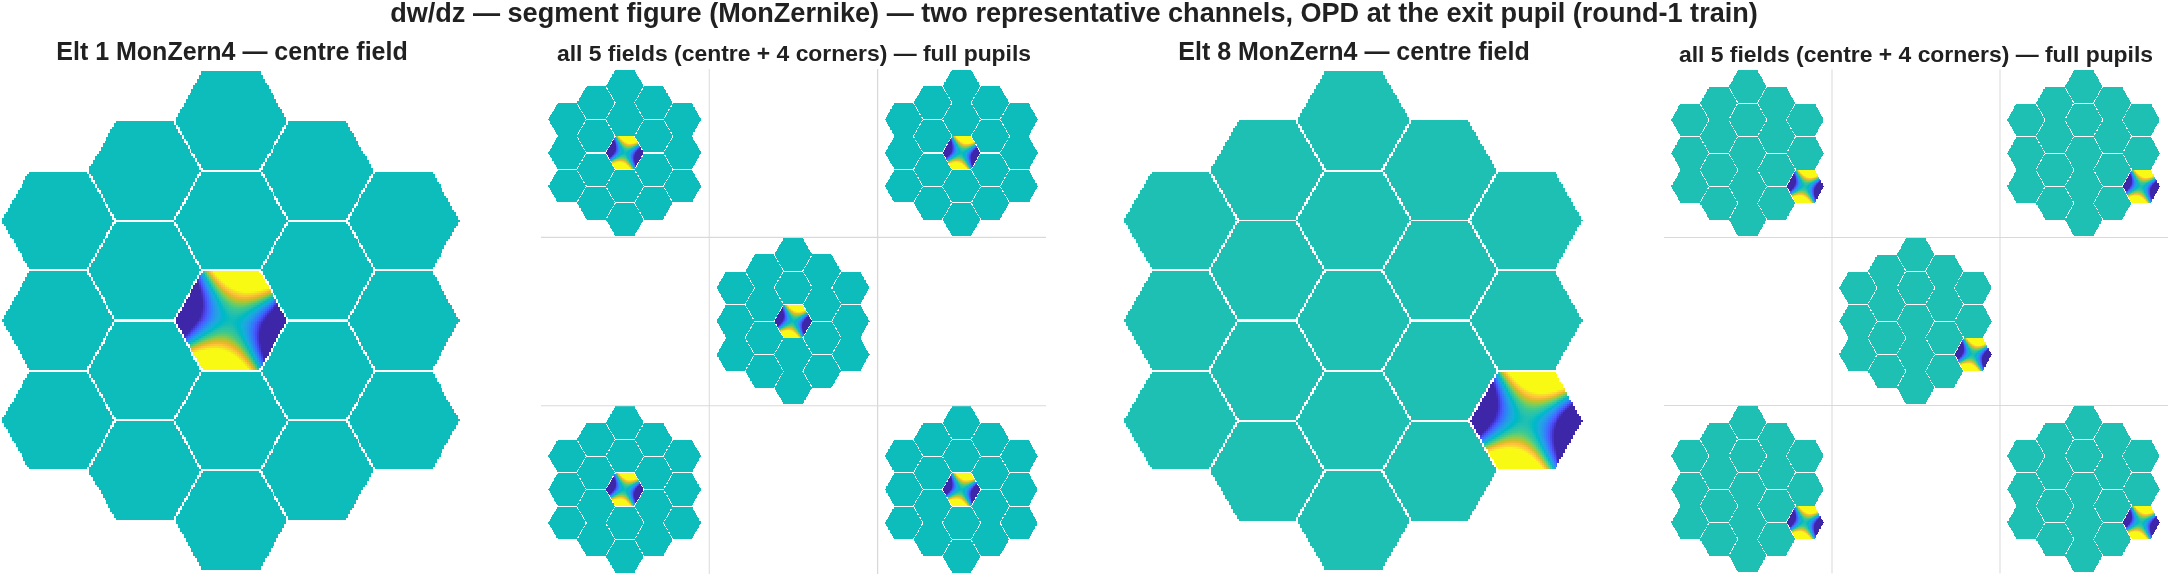 dw/dz — segment figure (MonZernike) — two representative channels, OPD at the exit pupil (round-1 train)
Elt 1 MonZern4 — centre field
all 5 fields (centre + 4 corners) — full pupils
Elt 8 MonZern4 — centre field
all 5 fields (centre + 4 corners) — full pupils